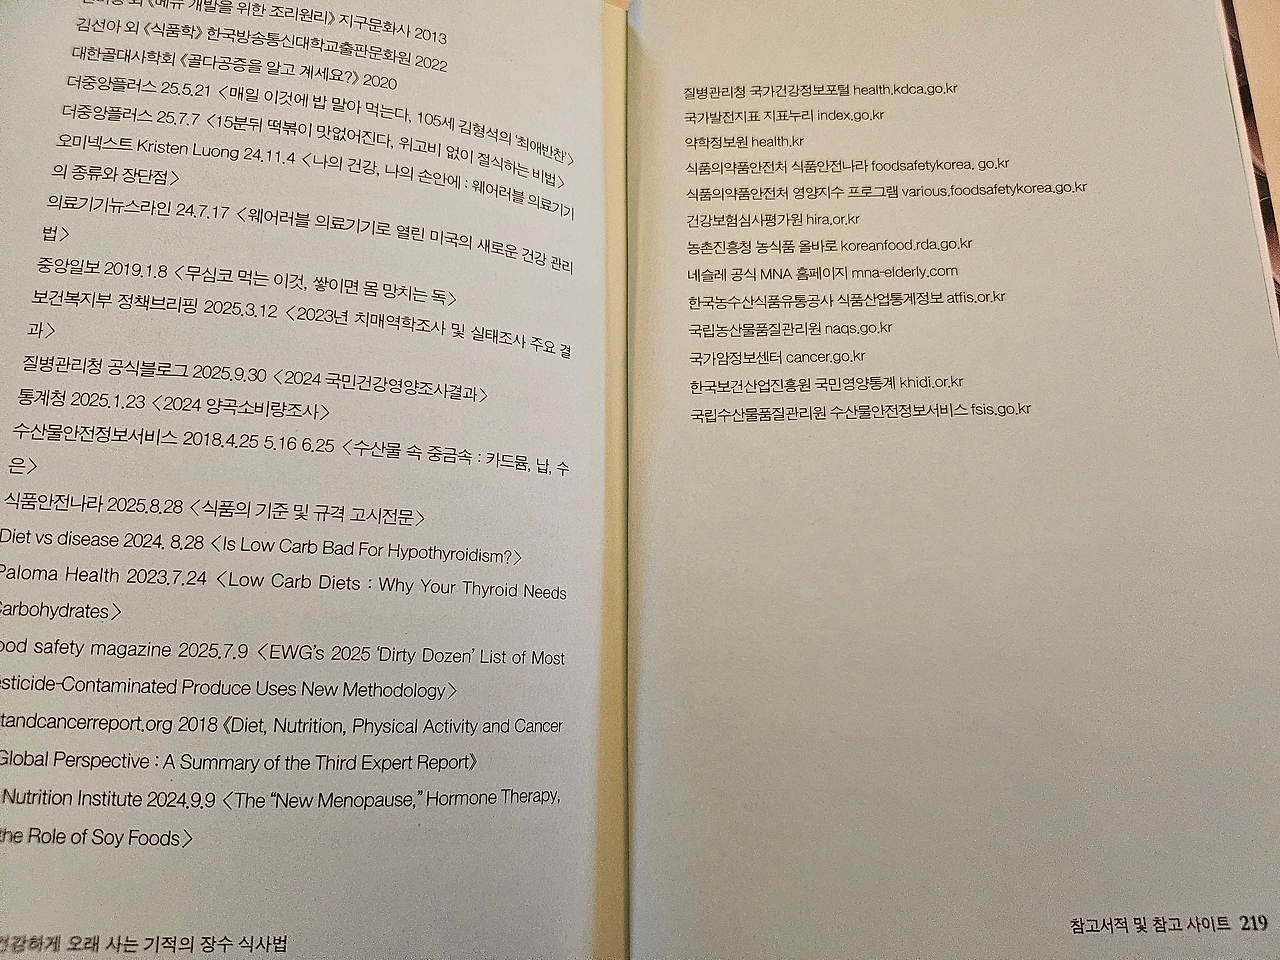 《메뉴 개발을 위한 조리원리》 지구문화사 2013
김선아 외 《식품학》 한국방송통신대학교출판문화원 2022
대한골대사학회 《골다공증을 알고 계세요?》 2020
더중앙플러스 25.5.21 〈매일 이것에 밥 말아 먹는다, 105세 김형석의 '최애반찬'〉
더중앙플러스 25.7.7 〈15분뒤 떡볶이 맛없어진다, 위고비 없이 절식하는 비법〉
오미넥스트 Kristen Luong 24.11.4 〈나의 건강, 나의 손안에 : 웨어러블 의료기기
의 종류와 장단점〉
의료기기뉴스라인 24.7.17 〈웨어러블 의료기기로 열린 미국의 새로운 건강 관리
법〉
중앙일보 2019.1.8 〈무심코 먹는 이것, 쌓이면 몸 망치는 독〉
보건복지부 정책브리핑 2025.3.12 〈2023년 치매역학조사 및 실태조사 주요 결
과〉
질병관리청 공식블로그 2025.9.30 〈2024 국민건강영양조사결과〉
통계청 2025.1.23 〈2024 양곡소비량조사〉
수산물안전정보서비스 2018.4.25 5.16 6.25 〈수산물 속 중금속 : 카드뮴, 납, 수
은〉
식품안전나라 2025.8.28 〈식품의 기준 및 규격 고시전문〉
Diet vs disease 2024. 8.28 〈Is Low Carb Bad For Hypothyroidism?〉
Paloma Health 2023.7.24 〈Low Carb Diets : Why Your Thyroid Needs
Carbohydrates〉
ood safety magazine 2025.7.9 〈EWG's 2025 'Dirty Dozen' List of Most
esticide-Contaminated Produce Uses New Methodology〉
tandcancerreport.org 2018 《Diet, Nutrition, Physical Activity and Cancer
Global Perspective : A Summary of the Third Expert Report》
Nutrition Institute 2024.9.9 〈The "New Menopause," Hormone Therapy,
the Role of Soy Foods〉
건강하게 오래 사는 기적의 장수 식사법
질병관리청 국가건강정보포털 health.kdca.go.kr
국가발전지표 지표누리 index.go.kr
약학정보원 health.kr
식품의약품안전처 식품안전나라 foodsafetykorea. go.kr
식품의약품안전처 영양지수 프로그램 various.foodsafetykorea.go.kr
건강보험심사평가원 hira.or.kr
농촌진흥청 농식품 올바로 koreanfood.rda.go.kr
네슬레 공식 MNA 홈페이지 mna-elderly.com
한국농수산식품유통공사 식품산업통계정보 atfis.or.kr
국립농산물품질관리원 naqs.go.kr
국가암정보센터 cancer.go.kr
한국보건산업진흥원 국민영양통계 khidi.or.kr
국립수산물품질관리원 수산물안전정보서비스 fsis.go.kr
참고서적 및 참고 사이트 219